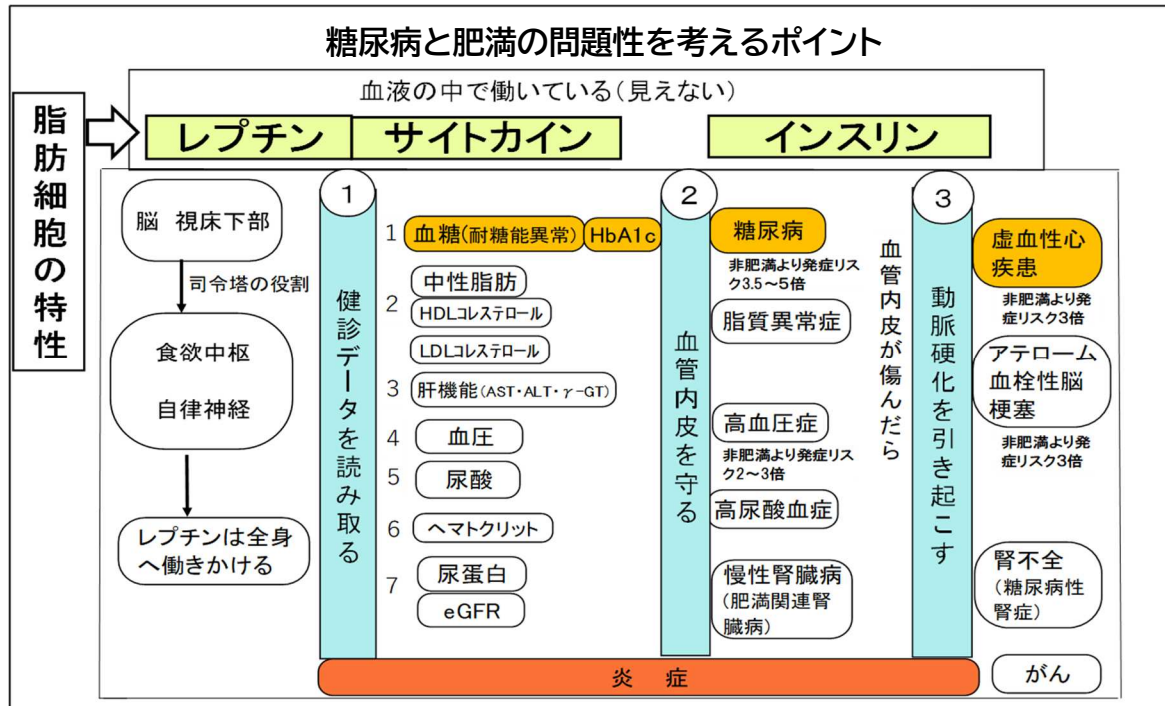 糖尿病と肥満の問題性を考えるポイント
血液の中で働いている(見えない)
脂肪細胞の特性
レプチン
サイトカイン
インスリン
脳 視床下部
司令塔の役割
食欲中枢
自律神経
レプチンは全身
へ働きかける
1
健診データを読み取る
1
血糖(耐糖能異常)
HbA1c
2
中性脂肪
HDLコレステロール
LDLコレステロール
3
肝機能(AST・ALT・γ-GT)
4
血圧
5
尿酸
6
ヘマトクリット
7
尿蛋白
eGFR
2
血管内皮を守る
糖尿病
非肥満より発症リス
ク3.5~5倍
脂質異常症
高血圧症
非肥満より発症リス
ク2~3倍
高尿酸血症
慢性腎臓病
(肥満関連腎
臓病)
血管内皮が傷んだら
3
動脈硬化を引き起こす
虚血性心
疾患
非肥満より発
症リスク3倍
アテローム
血栓性脳
梗塞
非肥満より発
症リスク3倍
腎不全
(糖尿病性
腎症)
がん
炎 症